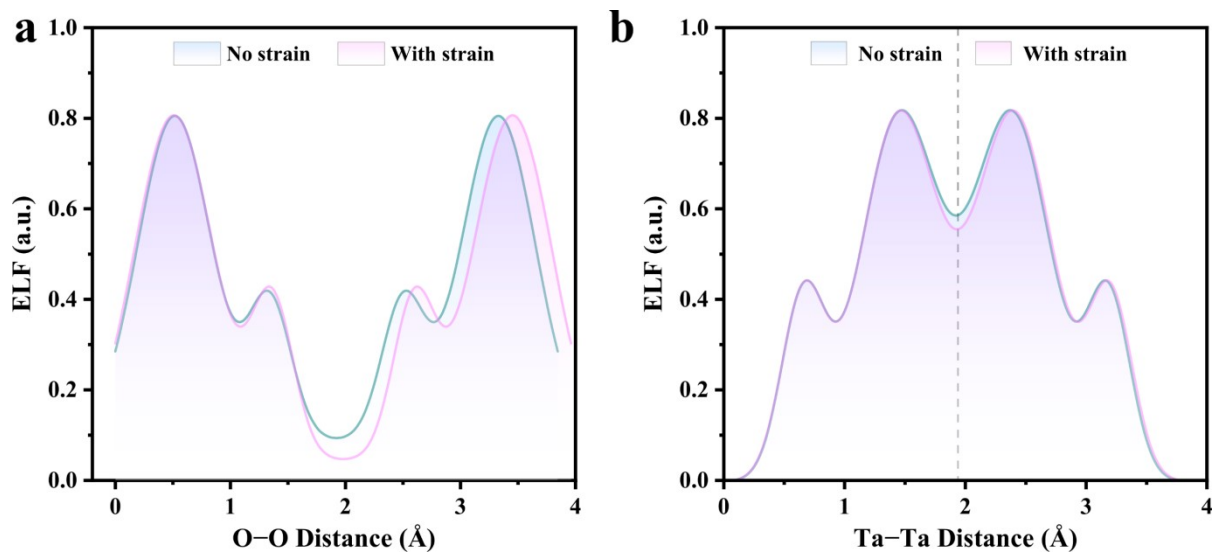 a
No strain
With strain
ELF (a.u.)
1.0
0.8
0.6
0.4
0.2
0.0
0
1
2
3
4
O−O Distance (Å)
b
No strain
With strain
ELF (a.u.)
1.0
0.8
0.6
0.4
0.2
0.0
0
1
2
3
4
Ta−Ta Distance (Å)